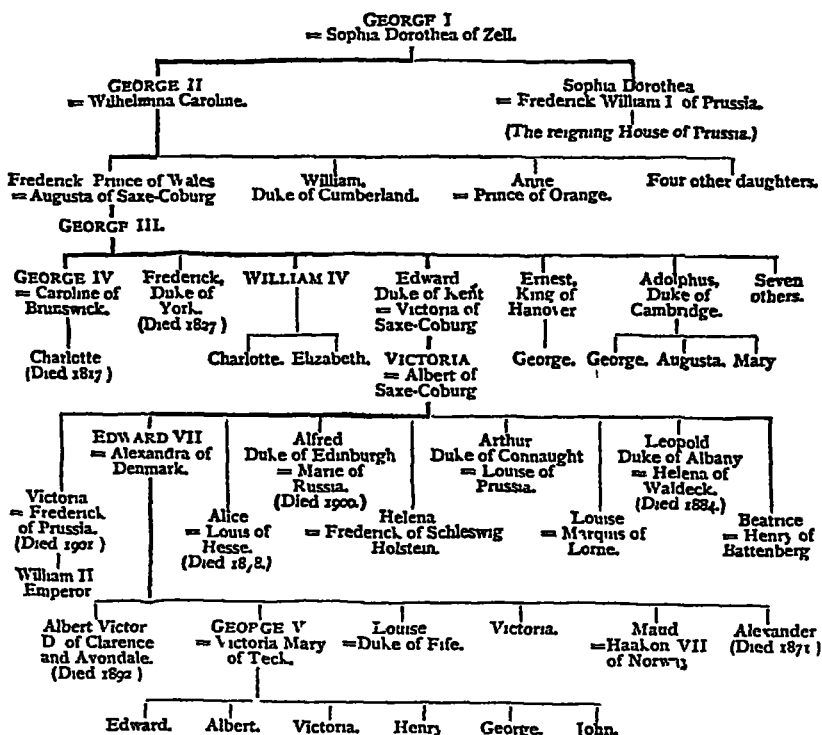 GEORGE I
= Sophia Dorothea of Zell.
GEORGE II
= Wilhelmina Caroline.
Sophia Dorothea
= Frederick William I of Prussia.
(The reigning House of Prussia.)
Frederick Prince of Wales
= Augusta of Saxe-Coburg
William,
Duke of Cumberland.
Anne
= Prince of Orange.
Four other daughters.
GEORGE III.
GEORGE IV
= Caroline of
Brunswick.
Frederick,
Duke of
York.
(Died 1827)
WILLIAM IV
Edward
Duke of Kent
= Victoria of
Saxe-Coburg
Ernest,
King of
Hanover
Adolphus,
Duke of
Cambridge.
Seven
others.
Charlotte
(Died 1817)
Charlotte. Elizabeth.
VICTORIA
= Albert of
Saxe-Coburg
George.
George. Augusta. Mary
Victoria
= Frederick
of Prussia.
(Died 1901)
EDWARD VII
= Alexandra of
Denmark.
Alice
= Louis of
Hesse.
(Died 1878.)
Alfred
Duke of Edinburgh
= Marie of
Russia.
(Died 1900.)
Helena
= Frederick of Schleswig
Holstein.
Arthur
Duke of Connaught
= Louise of
Prussia.
Louise
= Marquis of
Lorne.
Leopold
Duke of Albany
= Helena of
Waldeck.
(Died 1884.)
Beatrice
= Henry of
Battenberg
William II
Emperor
Albert Victor
D of Clarence
and Avondale.
(Died 1892)
GEORGE V
= Victoria Mary
of Teck.
Louise
= Duke of Fife.
Victoria.
Maud
= Haakon VII
of Norway
Alexander
(Died 1871)
Edward. Albert. Victoria. Henry George. John.